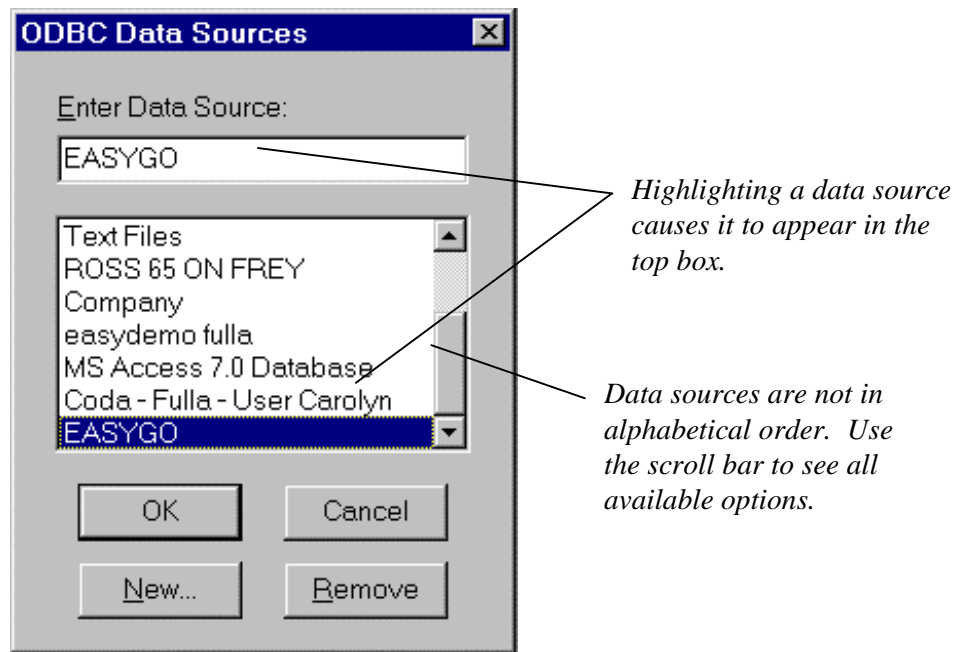 ODBC Data Sources
Enter Data Source:
EASYGO
Text Files
ROSS 65 ON FREY
Company
easydemo fulla
MS Access 7.0 Database
Coda - Fulla - User Carolyn
EASYGO
OK
Cancel
New...
Remove
Highlighting a data source
causes it to appear in the
top box.
Data sources are not in
alphabetical order.  Use
the scroll bar to see all
available options.